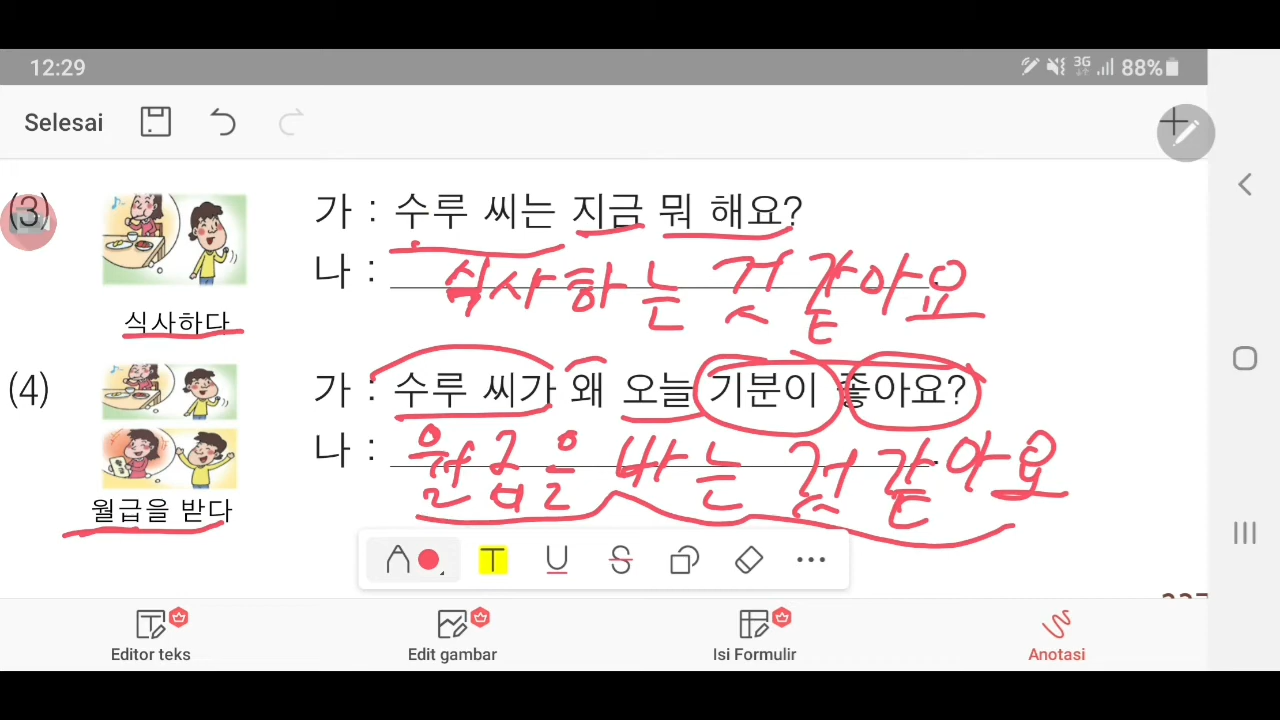 12:29
3G 88%
Selesai
(3)
가 : 수루 씨는 지금 뭐 해요?
나 : 식사하는 것 같아요.
식사하다
(4)
가 : 수루 씨가 왜 오늘 기분이 좋아요?
나 : 월급을 바는 것 같아요.
월급을 받다
T U S
Editor teks Edit gambar Isi Formulir Anotasi